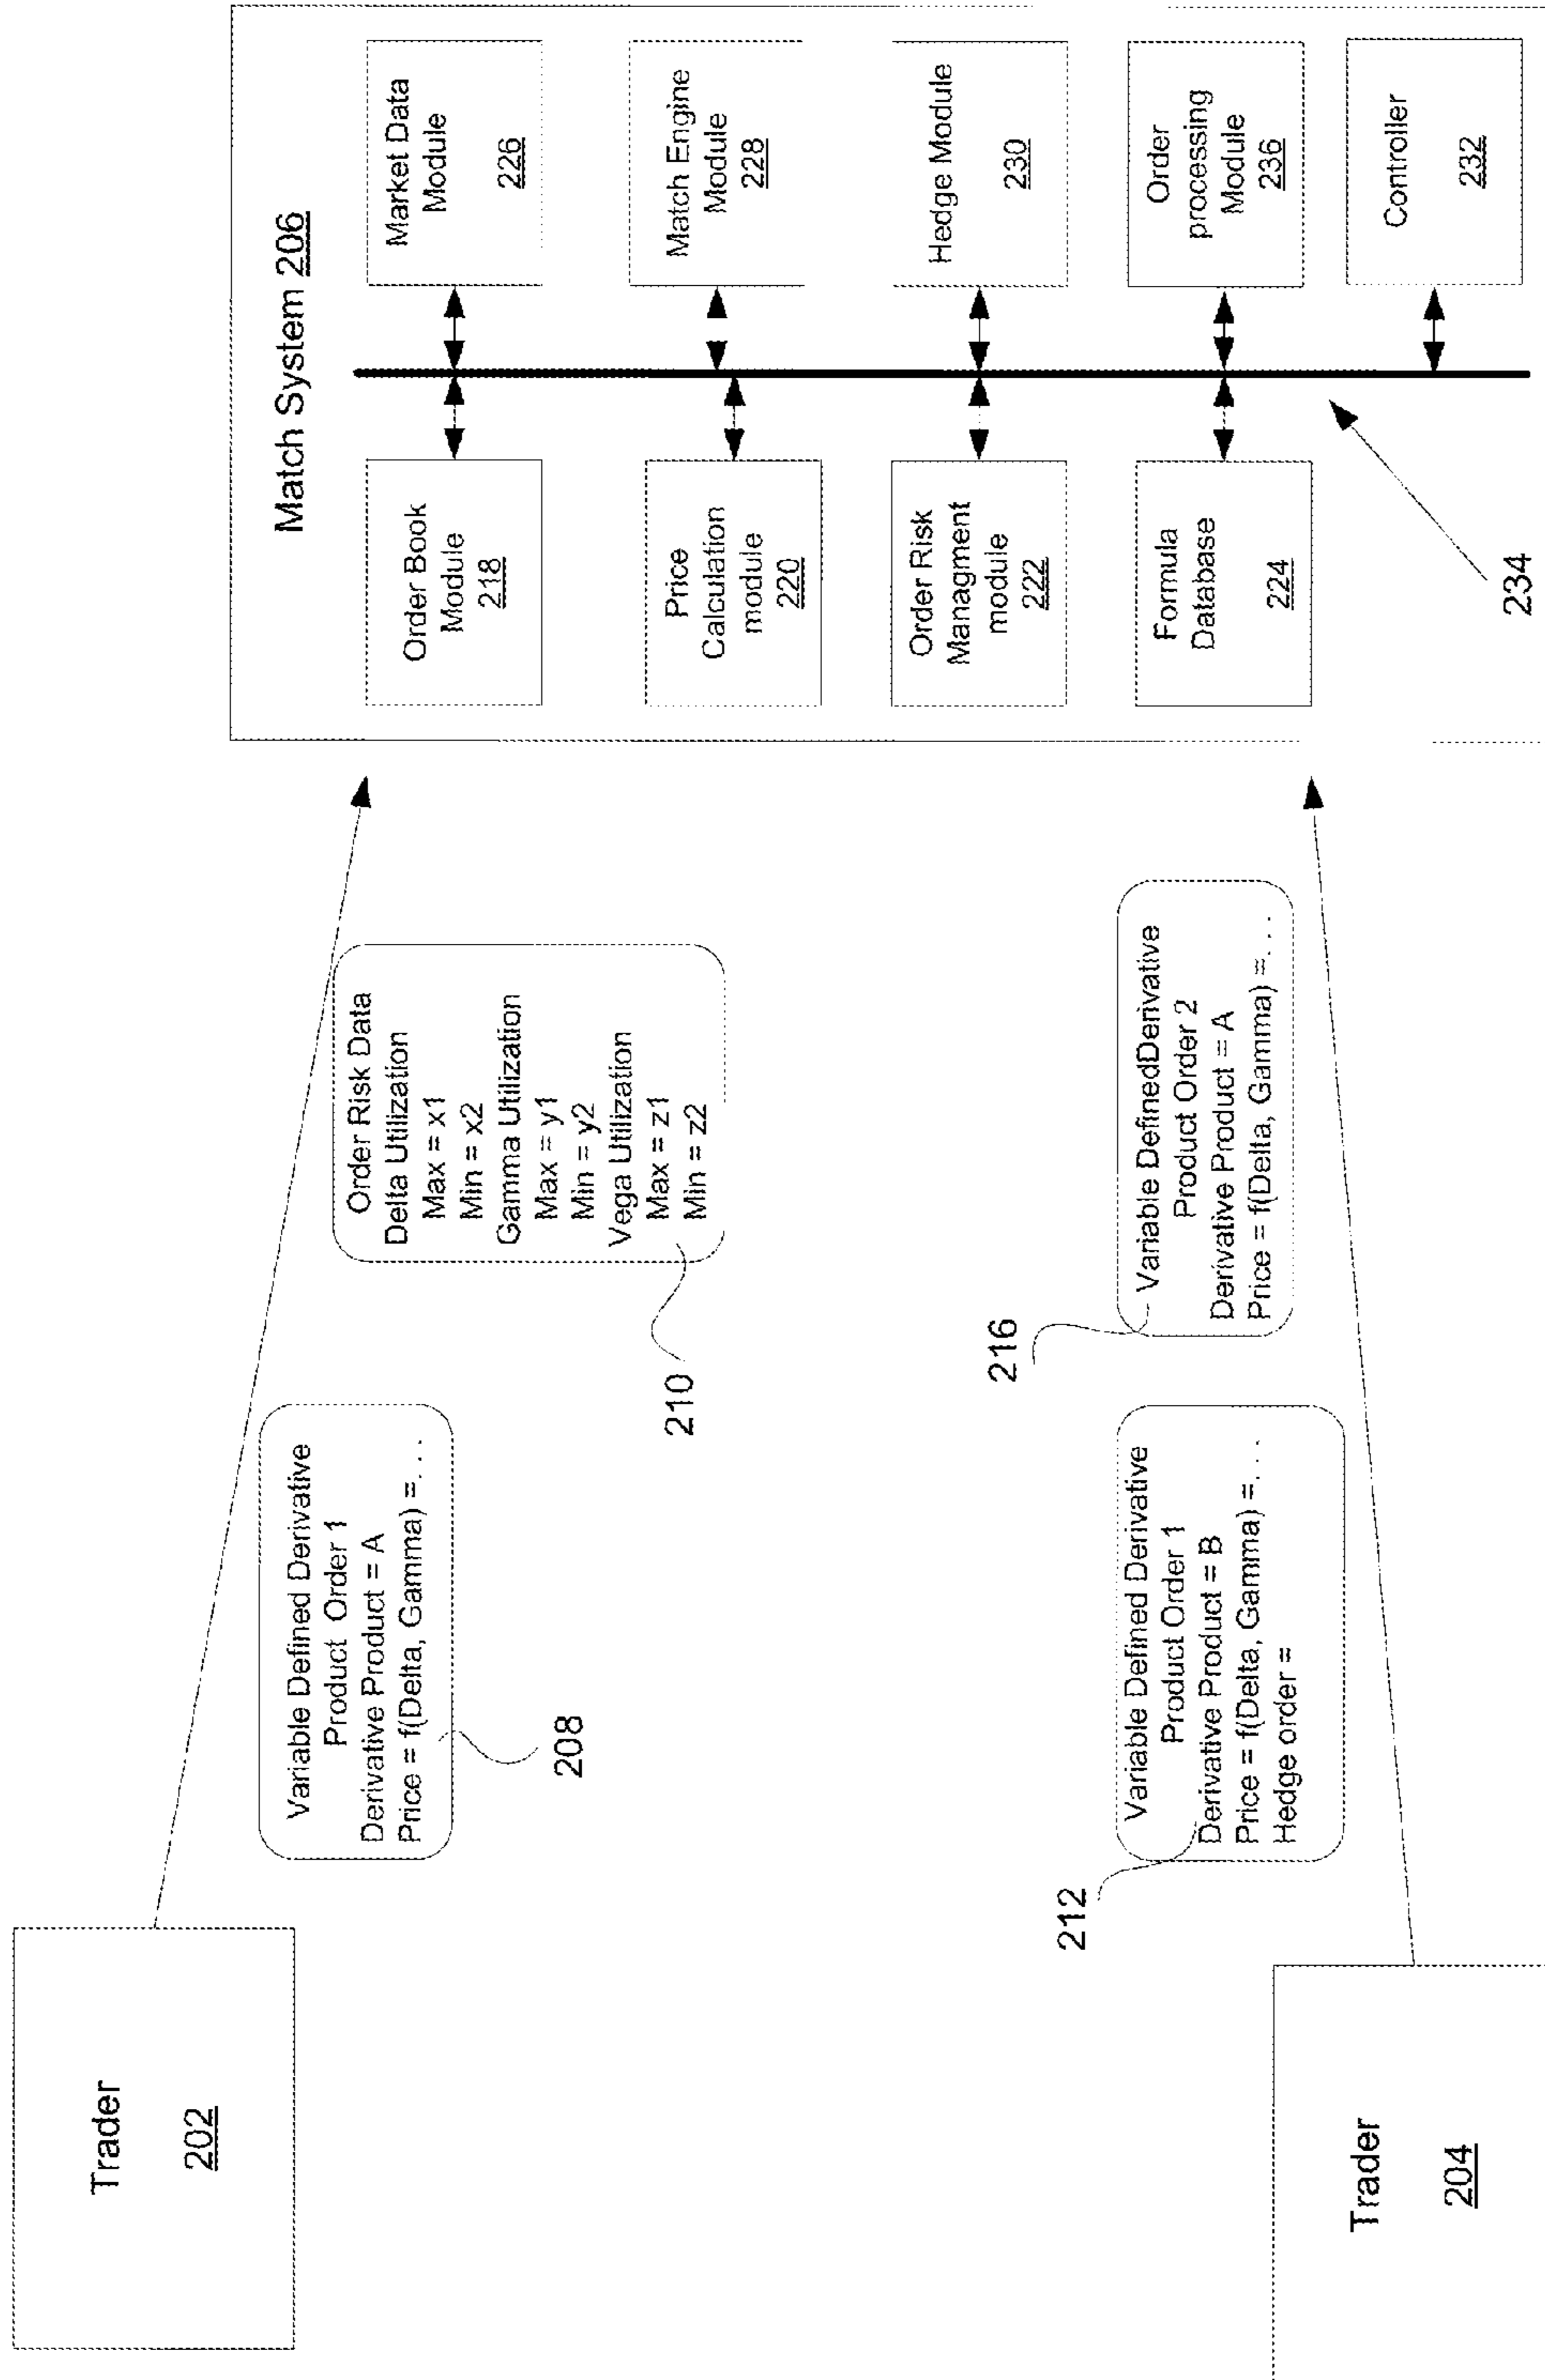 Trader
202
Variable Defined Derivative
Product Order 1
Derivative Product = A
Price = f(Delta, Gamma) =. . .
208
Order Risk Data
Delta Utilization
Max = x1
Min = x2
Gamma Utilization
Max = y1
Min = y2
Vega Utilization
Max = z1
Min = z2
210
Trader
204
212
Variable Defined Derivative
Product Order 1
Derivative Product = B
Price = f(Delta, Gamma) =. . .
Hedge order =
216
Variable DefinedDerivative
Product Order 2
Derivative Product = A
Price = f(Delta, Gamma) =. . .
Match System 206
Order Book
Module
218
Price
Calculation
module
220
Order Risk
Managment
module
222
Formula
Database
224
Market Data
Module
226
Match Engine
Module
228
Hedge Module
230
Order
processing
Module
236
Controller
232
234